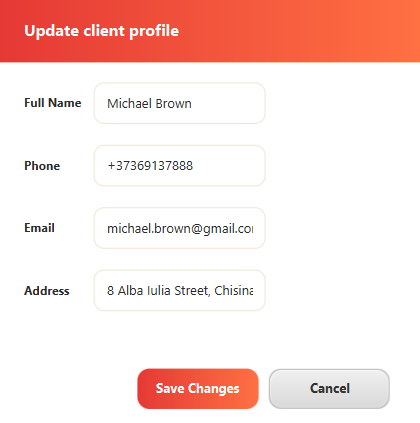 Update client profile
Full Name Michael Brown
Phone +37369137888
Email michael.brown@gmail.co
Address 8 Alba Iulia Street, Chisina
Save Changes Cancel